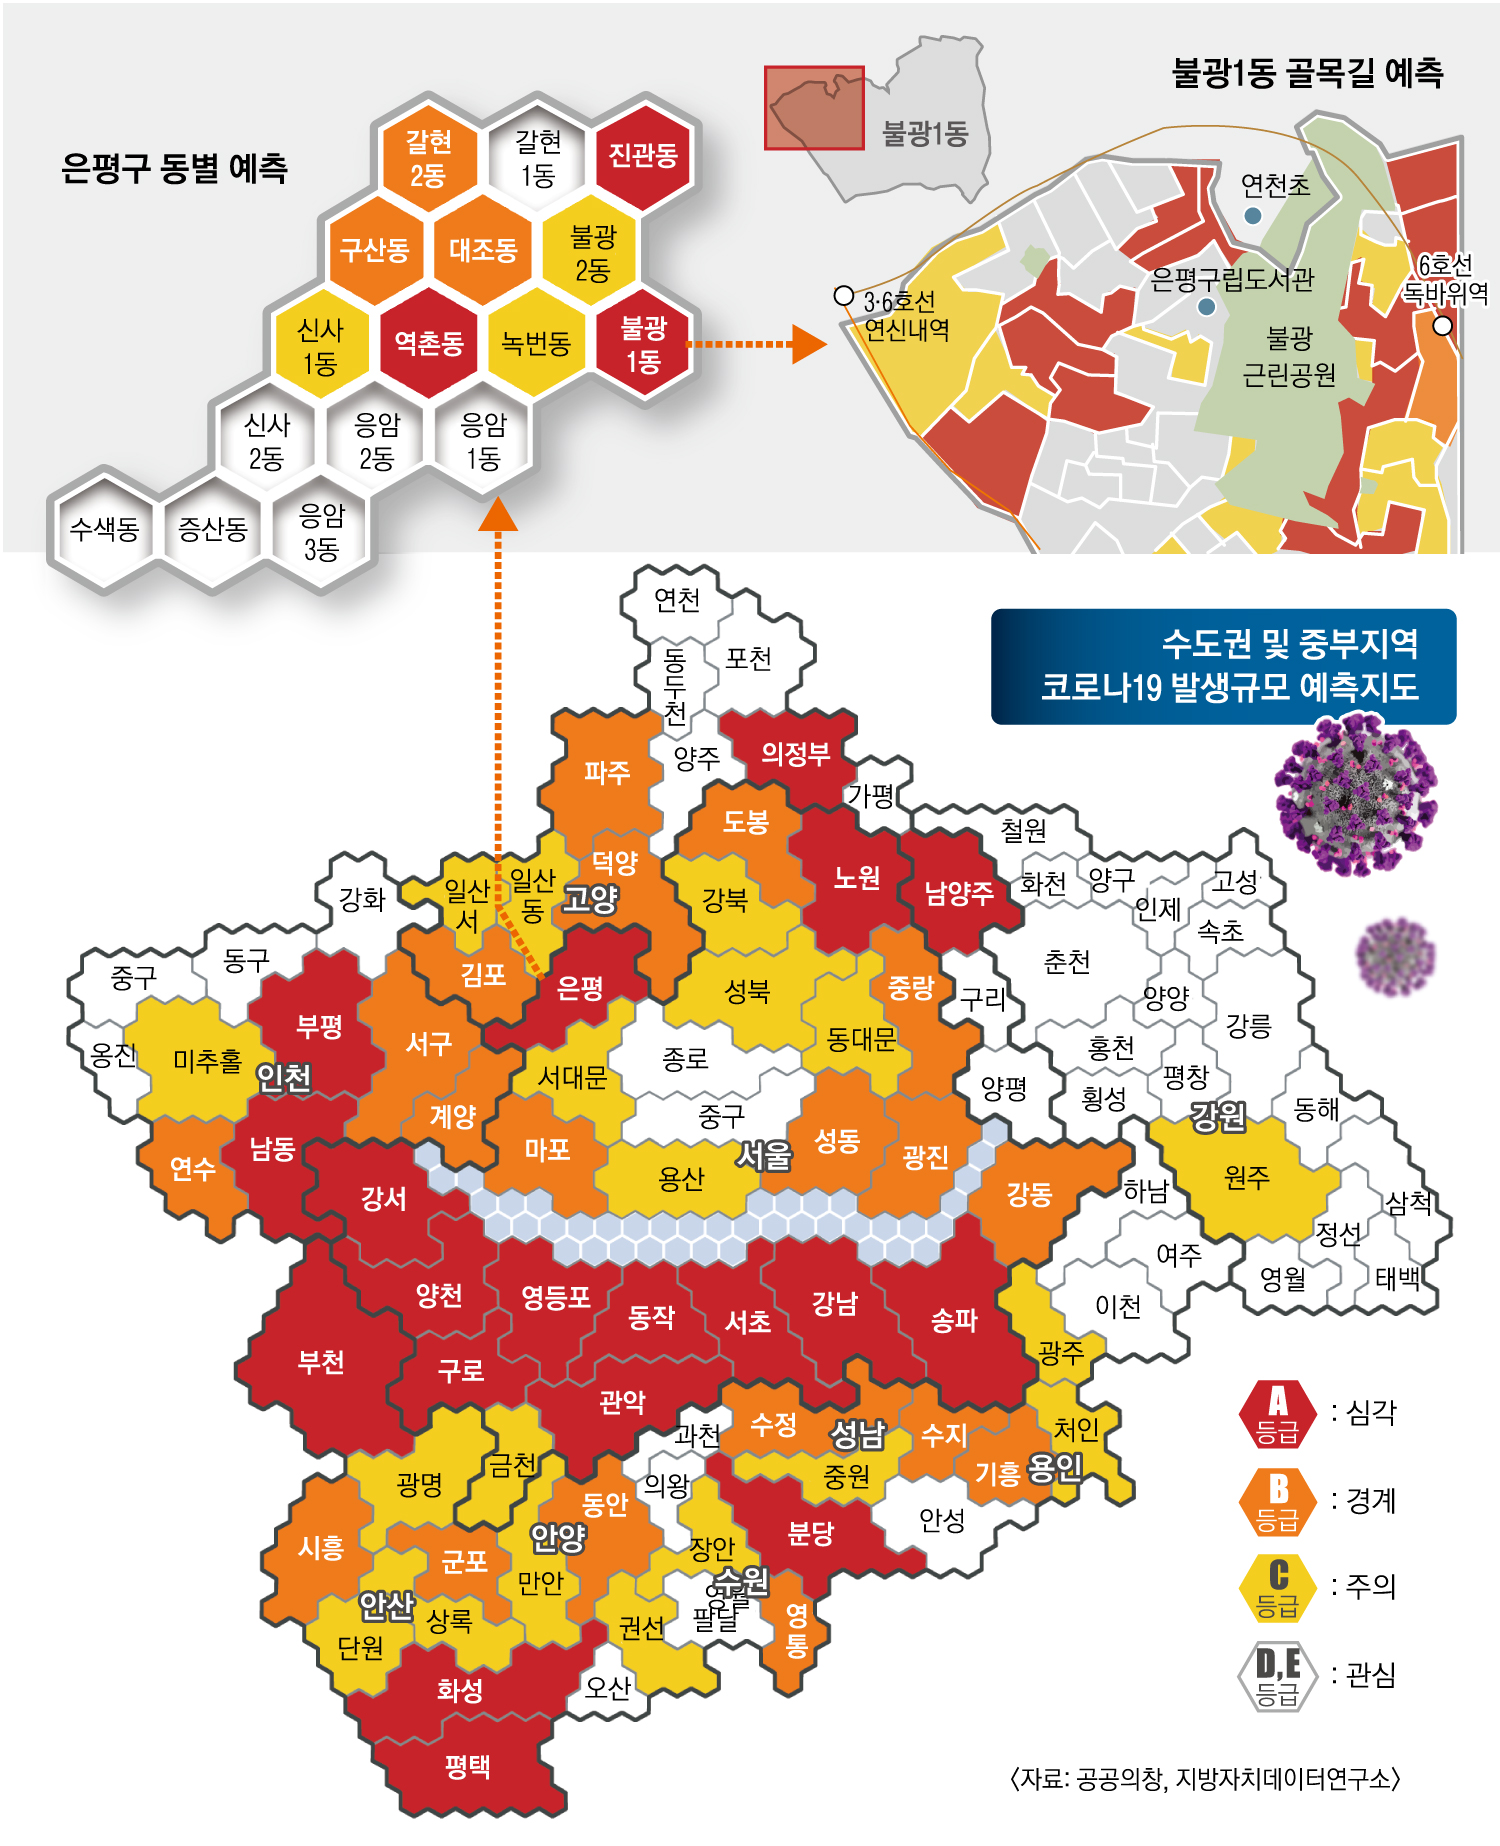 은평구 동별 예측
갈현
2동
갈현
1동
진관동
구산동
대조동
불광
2동
신사
1동
역촌동
녹번동
불광
1동
신사
2동
응암
2동
응암
1동
수색동
증산동
응암
3동
불광1동
불광1동 골목길 예측
연천초
은평구립도서관
6호선
독바위역
3·6호선
연신내역
불광
근린공원
수도권 및 중부지역
코로나19 발생규모 예측지도
연천
동
두
천
포천
양주
의정부
파주
가평
도봉
철원
덕양
고양
일산
동
일산
서
강화
강북
노원
남양주
화천
양구
고성
인제
속초
동구
중구
김포
은평
성북
중랑
구리
춘천
양양
강릉
부평
서구
동대문
옹진
미추홀
인천
서대문
종로
홍천
평창
양평
횡성
강원
동해
계양
중구
남동
연수
마포
서울
성동
광진
용산
원주
강서
강동
하남
삼척
정선
여주
양천
영등포
동작
서초
강남
송파
이천
영월
태백
부천
구로
광주
관악
수정
성남
수지
처인
과천
기흥
용인
중원
의왕
금천
광명
동안
안양
분당
안성
시흥
군포
만안
장안
수원
영월
팔달
영
통
안산
상록
단원
권선
화성
오산
평택
A
등급
: 심각
B
등급
: 경계
C
등급
: 주의
D,E
등급
: 관심
〈자료: 공공의창, 지방자치데이터연구소〉